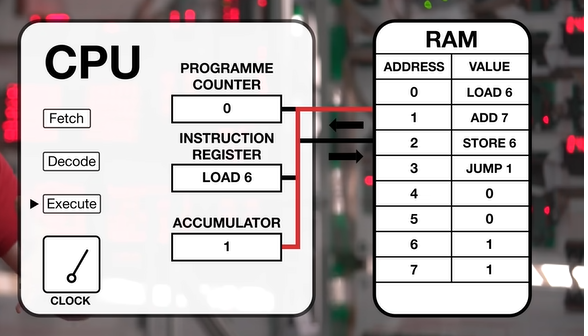 CPU
PROGRAMME
COUNTER
0
Fetch
INSTRUCTION
REGISTER
LOAD 6
Decode
Execute
ACCUMULATOR
1
CLOCK
RAM
ADDRESS VALUE
0 LOAD 6
1 ADD 7
2 STORE 6
3 JUMP 1
4 0
5 0
6 1
7 1